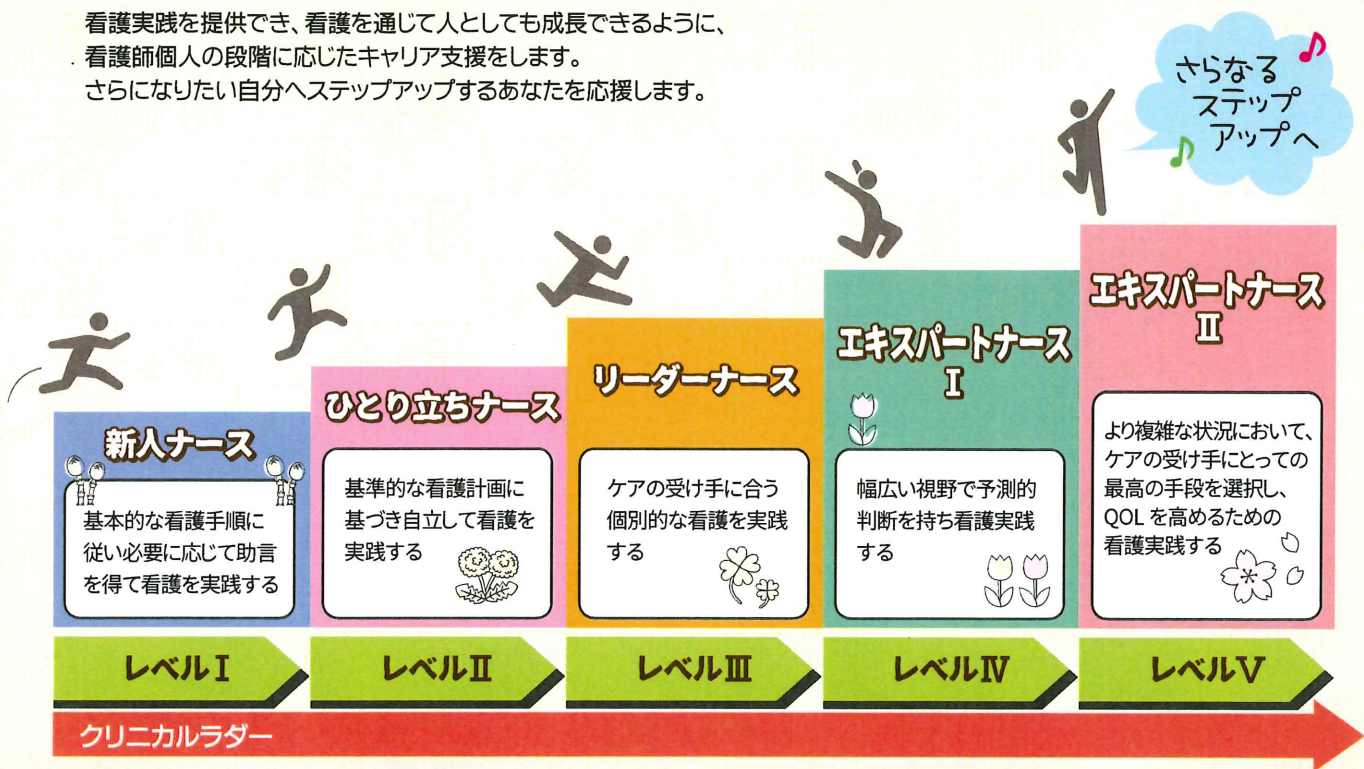 看護実践を提供でき、看護を通じて人としても成長できるように、
看護師個人の段階に応じたキャリア支援をします。
さらになりたい自分へステップアップするあなたを応援します。
さらなる
ステップ
アップへ
新人ナース
基本的な看護手順に
従い必要に応じて助言
を得て看護を実践する
ひとり立ちナース
基準的な看護計画に
基づき自立して看護を
実践する
リーダーナース
ケアの受け手に合う
個別的な看護を実践
する
エキスパートナース
Ⅰ
幅広い視野で予測的
判断を持ち看護実践
する
エキスパートナース
Ⅱ
より複雑な状況において、
ケアの受け手にとっての
最高の手段を選択し、
QOLを高めるための
看護実践する
レベルⅠ
レベルⅡ
レベルⅢ
レベルⅣ
レベルⅤ
クリニカルラダー